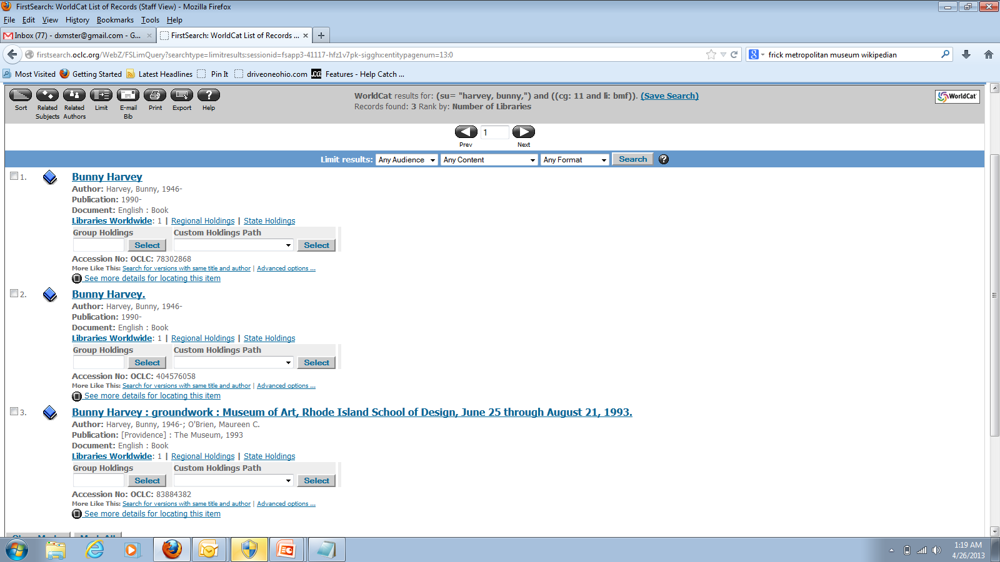 FirstSearch: WorldCat List of Records (Staff View) - Mozilla Firefox
File Edit View History Bookmarks Tools Help
Inbox (77) - dxmster@gmail.com - G... × FirstSearch: WorldCat List of Records ... × +
firstsearch.oclc.org/WebZ/FSLimQuery?searchtype=limitresults:sessionid=fsapp3-41117-hfz1v7pk-sigghx:entitypagenum=13:0 frick metropolitan museum wikipedian
Most Visited Getting Started Latest Headlines Pin It driveoneohio.com Features - Help Catch ...
WorldCat results for: (su= "harvey, bunny,") and ((cg: 11 and li: bmf)). (Save Search)
Records found: 3 Rank by: Number of Libraries
WorldCat
Sort Related Subjects Related Authors Limit E-mail Bib Print Export Help
1
Prev Next
Limit results: Any Audience Any Content Any Format Search ?
1. Bunny Harvey
Author: Harvey, Bunny, 1946-
Publication: 1990-
Document: English : Book
Libraries Worldwide: 1 | Regional Holdings | State Holdings
Group Holdings Custom Holdings Path
Select Select
Accession No: OCLC: 78302868
More Like This: Search for versions with same title and author | Advanced options ...
See more details for locating this item
2. Bunny Harvey.
Author: Harvey, Bunny, 1946-
Publication: 1990-
Document: English : Book
Libraries Worldwide: 1 | Regional Holdings | State Holdings
Group Holdings Custom Holdings Path
Select Select
Accession No: OCLC: 404576058
More Like This: Search for versions with same title and author | Advanced options ...
See more details for locating this item
3. Bunny Harvey : groundwork : Museum of Art, Rhode Island School of Design, June 25 through August 21, 1993.
Author: Harvey, Bunny, 1946-; O'Brien, Maureen C.
Publication: [Providence] : The Museum, 1993
Document: English : Book
Libraries Worldwide: 1 | Regional Holdings | State Holdings
Group Holdings Custom Holdings Path
Select Select
Accession No: OCLC: 83884382
More Like This: Search for versions with same title and author | Advanced options ...
See more details for locating this item
1:19 AM
4/26/2013